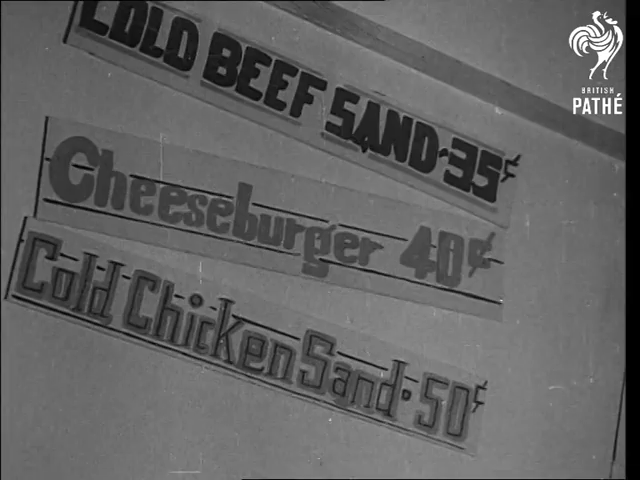 COLD BEEF SAND-35¢
Cheeseburger 40¢
Cold Chicken Sand-50¢
BRITISH
PATHÉ